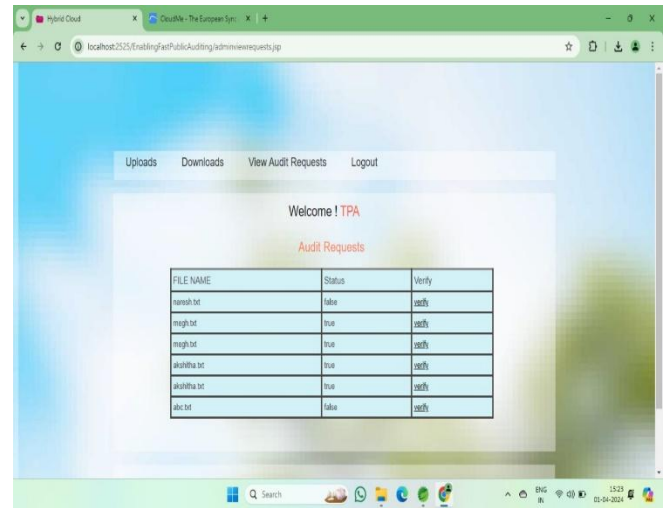 Hybrid Cloud
CloudMe - The European Sync
localhost:2525/EnablingFastPublicAuditing/adminviewrequests.jsp
Uploads Downloads View Audit Requests Logout
Welcome ! TPA
Audit Requests
FILE NAME Status Verify
naresh.txt false verify
megh.txt true verify
megh.txt true verify
akshitha.txt true verify
akshitha.txt true verify
abc.txt false verify
Search
ENG 15:23
IN 01-04-2024